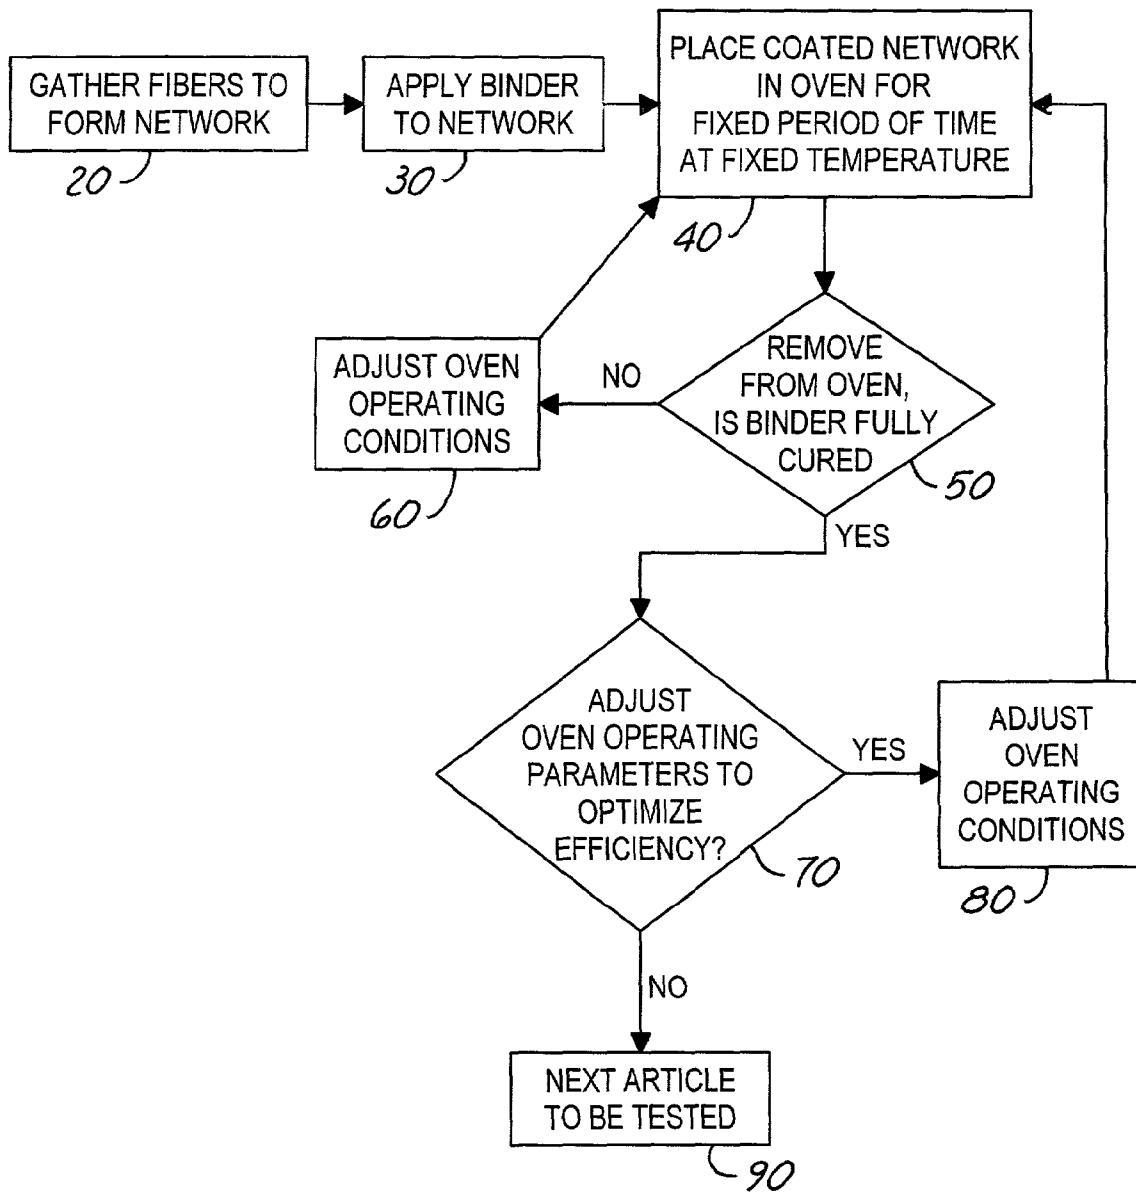 GATHER FIBERS TO
FORM NETWORK
20
APPLY BINDER
TO NETWORK
30
PLACE COATED NETWORK
IN OVEN FOR
FIXED PERIOD OF TIME
AT FIXED TEMPERATURE
40
REMOVE
FROM OVEN,
IS BINDER FULLY
CURED
50
NO
ADJUST OVEN
OPERATING
CONDITIONS
60
YES
ADJUST
OVEN OPERATING
PARAMETERS TO
OPTIMIZE
EFFICIENCY?
70
YES
ADJUST
OVEN
OPERATING
CONDITIONS
80
NO
NEXT ARTICLE
TO BE TESTED
90